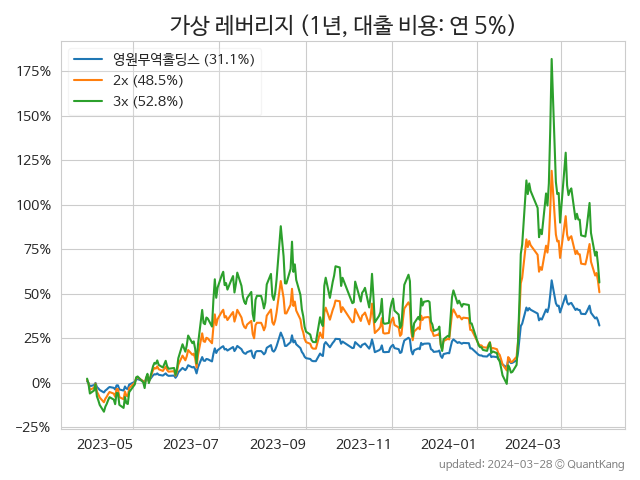 가상 레버리지 (1년, 대출 비용: 연 5%)
영원무역홀딩스 (31.1%)
2x (48.5%)
3x (52.8%)
175%
150%
125%
100%
75%
50%
25%
0%
−25%
2023-05 2023-07 2023-09 2023-11 2024-01 2024-03
updated: 2024-03-28 © QuantKang